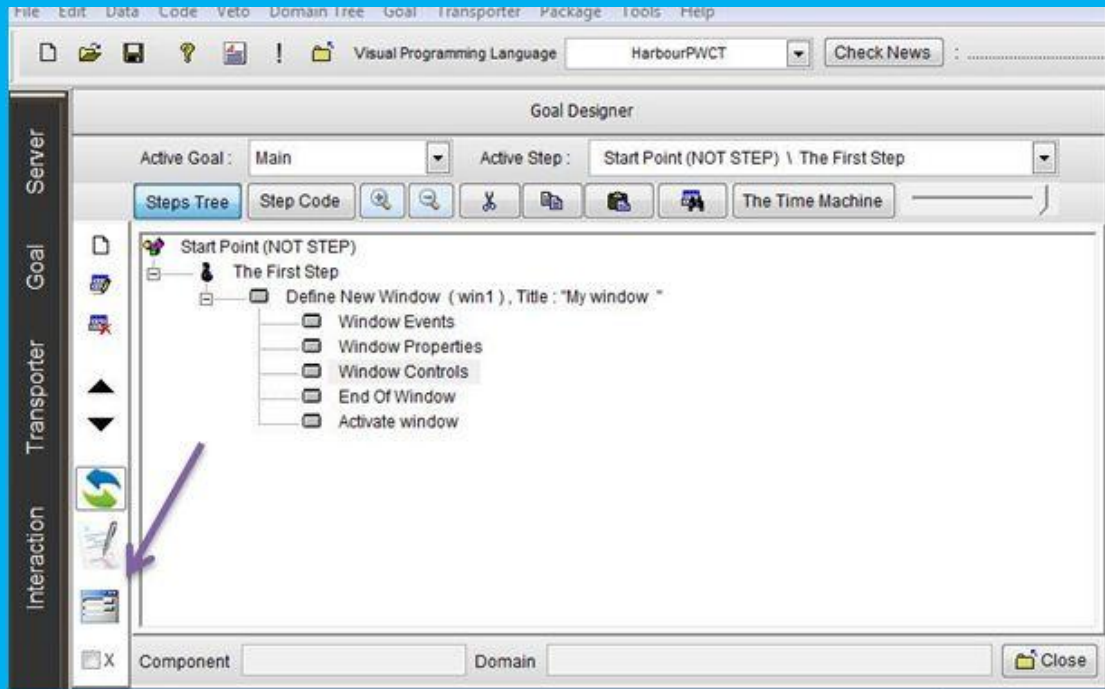 File Edit Data Code Veto Domain Tree Goal Transporter Package Tools Help
? ! Visual Programming Language HarbourPWCT Check News :
Goal Designer
Active Goal : Main Active Step : Start Point (NOT STEP) \ The First Step
Steps Tree Step Code The Time Machine
Start Point (NOT STEP)
The First Step
Define New Window ( win1 ) , Title : "My window "
Window Events
Window Properties
Window Controls
End Of Window
Activate window
Server
Goal
Transporter
Interaction
X Component Domain Close